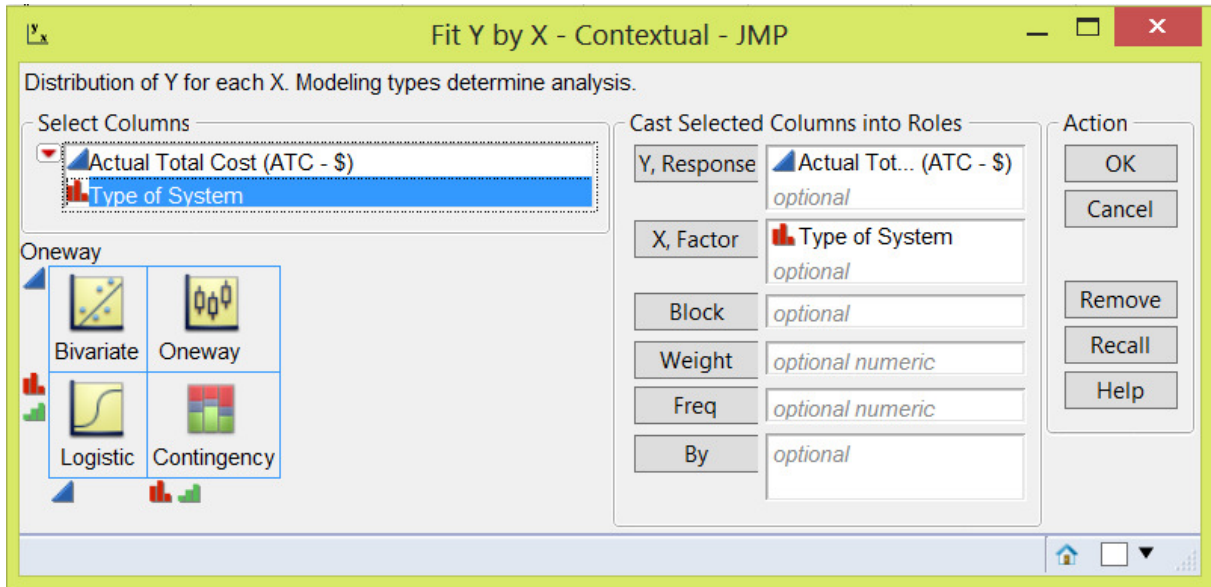 Fit Y by X - Contextual - JMP
Distribution of Y for each X. Modeling types determine analysis.
Select Columns
Actual Total Cost (ATC - $)
Type of System
Oneway
Bivariate
Oneway
Logistic
Contingency
Cast Selected Columns into Roles
Y, Response
Actual Tot... (ATC - $)
optional
X, Factor
Type of System
optional
Block
optional
Weight
optional numeric
Freq
optional numeric
By
optional
Action
OK
Cancel
Remove
Recall
Help